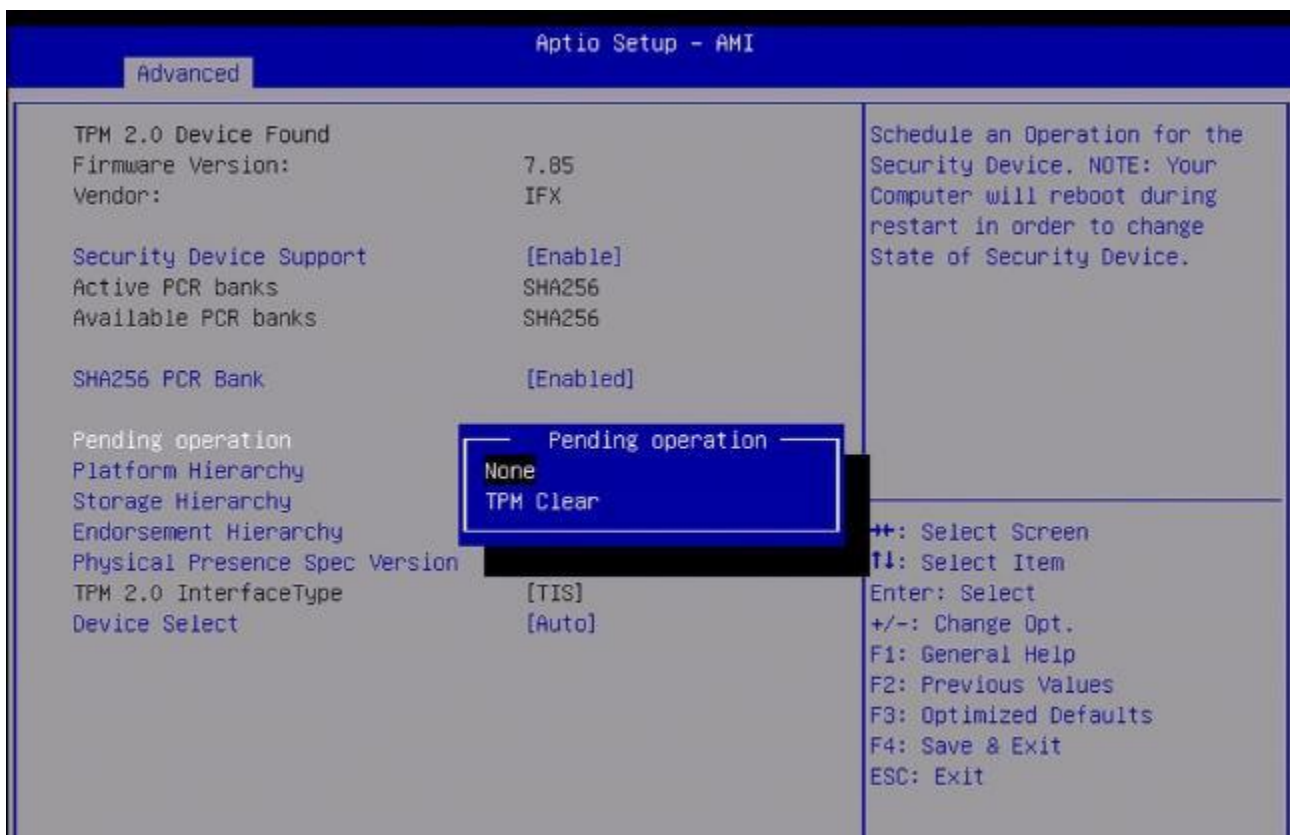 Aptio Setup – AMI
Advanced
TPM 2.0 Device Found
Firmware Version: 7.85
Vendor: IFX
Security Device Support [Enable]
Active PCR banks SHA256
Available PCR banks SHA256
SHA256 PCR Bank [Enabled]
Pending operation
Platform Hierarchy
Storage Hierarchy
Endorsement Hierarchy
Physical Presence Spec Version
TPM 2.0 InterfaceType [TIS]
Device Select [Auto]
Pending operation
None
TPM Clear
Schedule an Operation for the
Security Device. NOTE: Your
Computer will reboot during
restart in order to change
State of Security Device.
→←: Select Screen
↑↓: Select Item
Enter: Select
+/-: Change Opt.
F1: General Help
F2: Previous Values
F3: Optimized Defaults
F4: Save & Exit
ESC: Exit